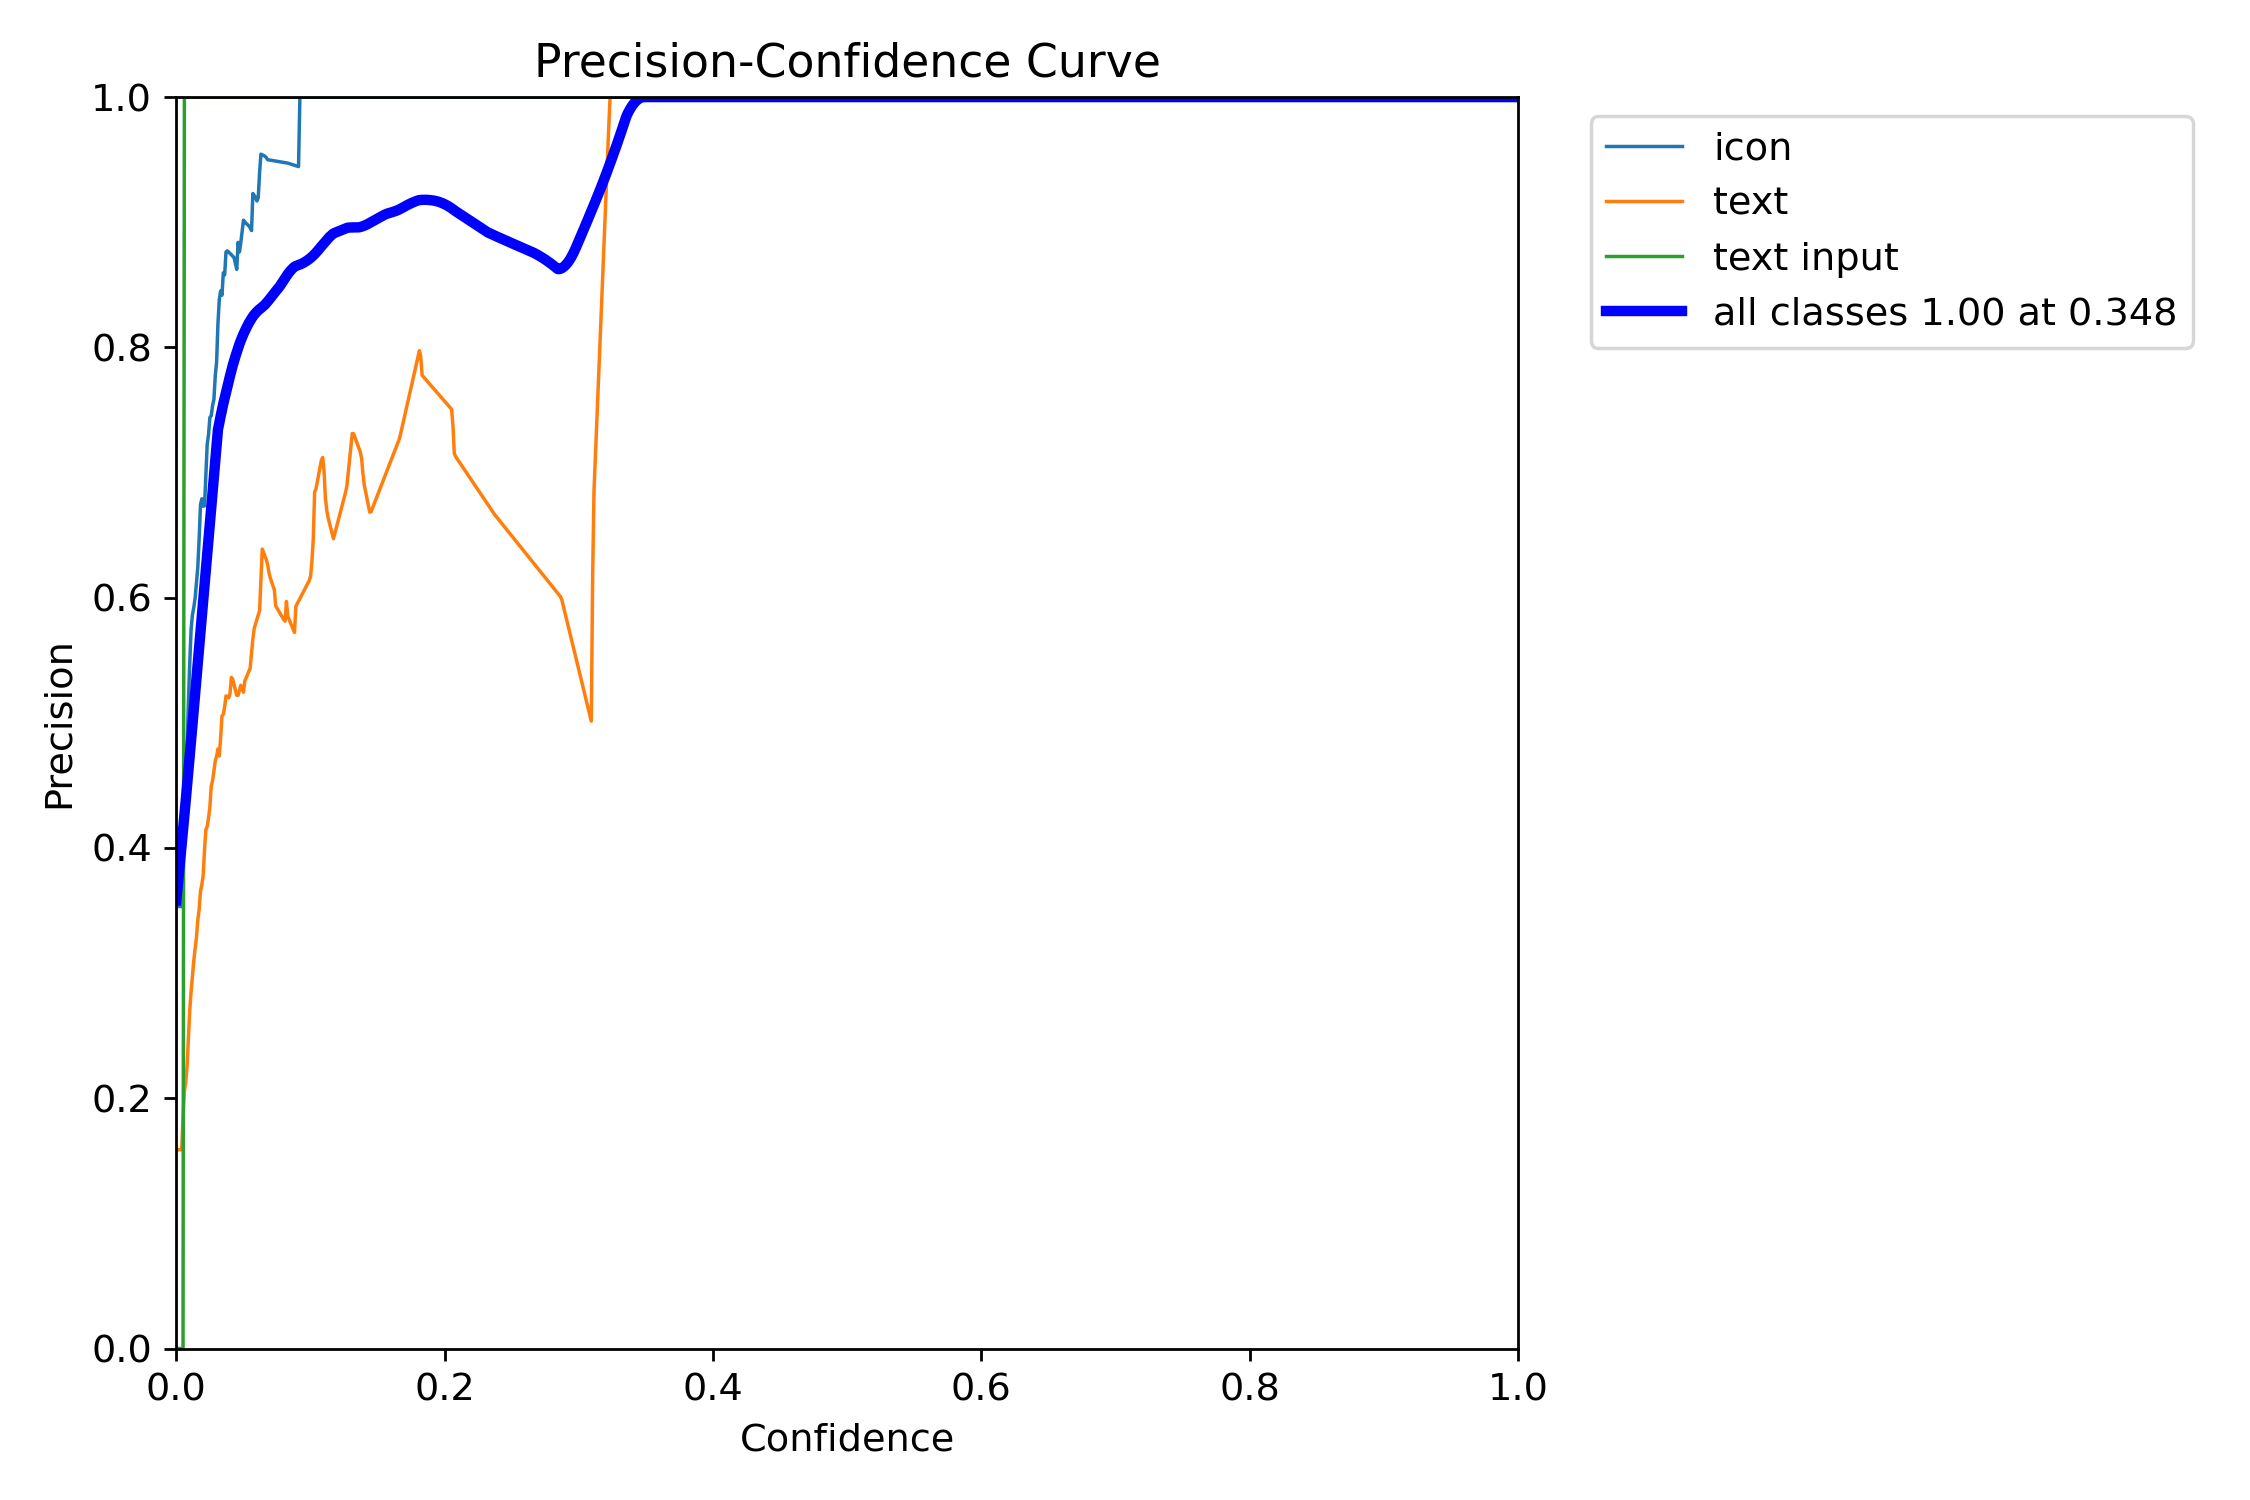 Precision-Confidence Curve
1.0
0.8
0.6
0.4
0.2
0.0
Precision
0.0 0.2 0.4 0.6 0.8 1.0
Confidence
icon
text
text input
all classes 1.00 at 0.348